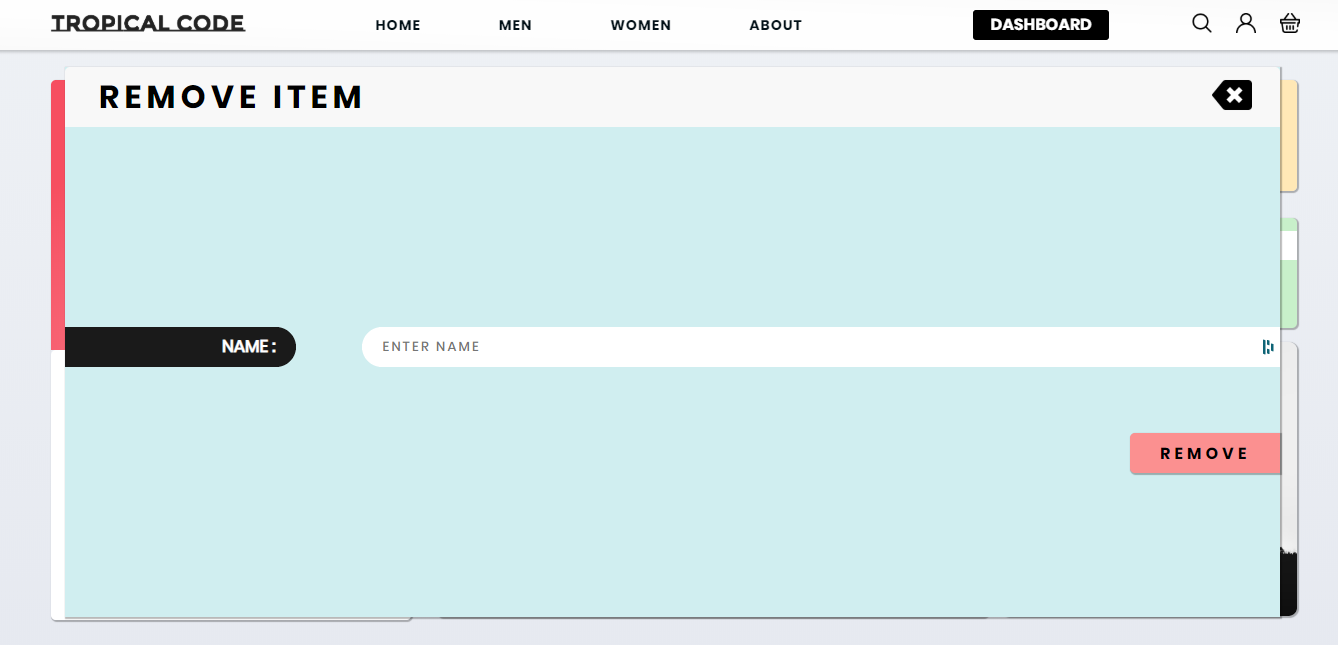 TROPICAL CODE
HOME MEN WOMEN ABOUT DASHBOARD
REMOVE ITEM
NAME :
ENTER NAME
REMOVE